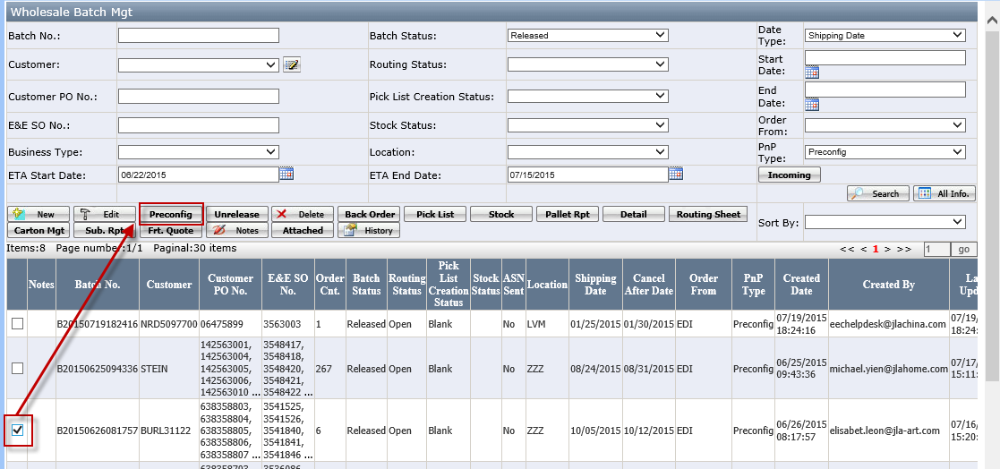 Wholesale Batch Mgt
Batch No.: Batch Status: Released Date Type: Shipping Date
Customer: Routing Status: Start Date:
Customer PO No.: Pick List Creation Status: End Date:
E&E SO No.: Stock Status: Order From:
Business Type: Location: PnP Type: Preconfig
ETA Start Date: 06/22/2015 ETA End Date: 07/15/2015 Incoming
Search All Info.
New Edit Preconfig Unrelease Delete Back Order Pick List Stock Pallet Rpt Detail Routing Sheet
Sort By:
Carton Mgt Sub. Rpt Frt. Quote Notes Attached History
Items:8 Page number:1/1 Paginal:30 items << < 1 > >> 1 go
Notes Batch No. Customer Customer PO No. E&E SO No. Order Cnt. Batch Status Routing Status Pick List Creation Status Stock Status ASN Sent Location Shipping Date Cancel After Date Order From PnP Type Created Date Created By La Upd
B20150719182416 NRD5097700 06475899 3563003 1 Released Open Blank No LVM 01/25/2015 01/30/2015 EDI Preconfig 07/19/2015 18:24:16 eechelpdesk@jlachina.com 07/19/ 18:24:
142563001, 3548417,
142563004, 3548418,
B20150625094336 STEIN 142563005, 3548420, 267 Released Open Blank No ZZZ 08/24/2015 08/31/2015 EDI Preconfig 06/25/2015 09:43:36 michael.yien@jlahome.com 07/17/ 15:11:
142563006, 3548421,
142563010 ... 3548422 ...
638358803, 3541525,
638358804, 3541526,
B20150626081757 BURL31122 638358805, 3541840, 6 Released Open Blank No ZZZ 10/05/2015 10/12/2015 EDI Preconfig 06/26/2015 08:17:57 elisabet.leon@jla-art.com 07/16/ 15:20:
638358806, 3541841,
638358807 ... 3541846 ...
638358703, 3536086,